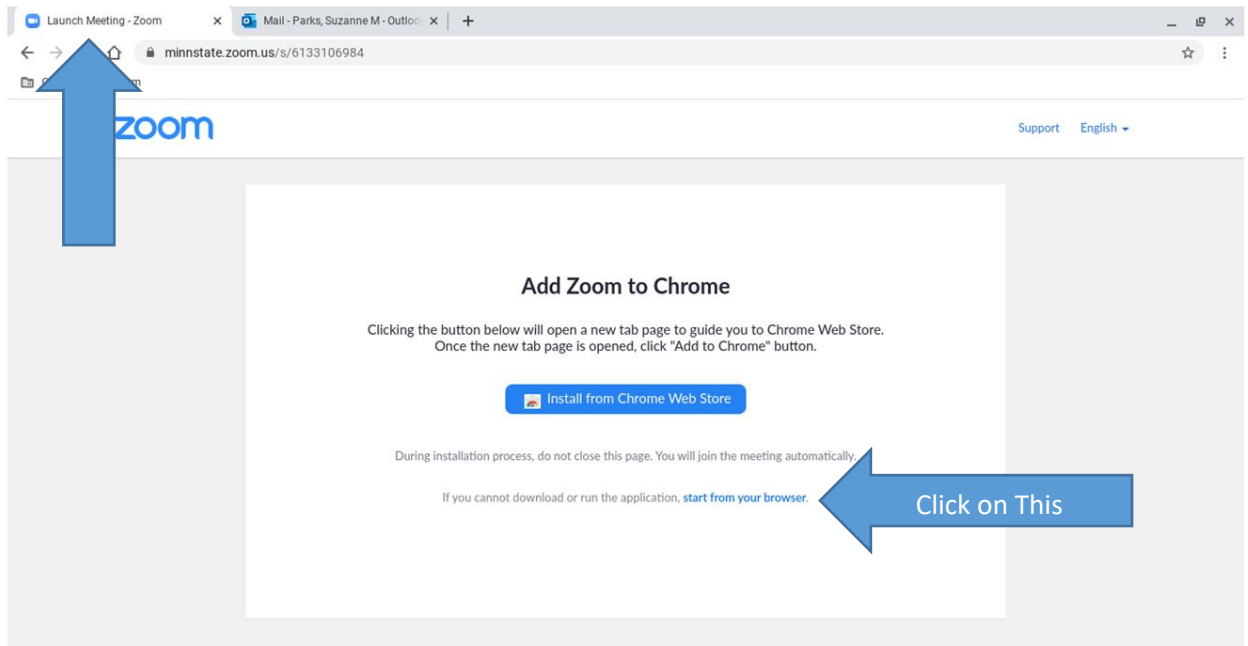 Launch Meeting - Zoom
Mail - Parks, Suzanne M - Outloo
minnstate.zoom.us/s/6133106984
zoom
Support English
Add Zoom to Chrome
Clicking the button below will open a new tab page to guide you to Chrome Web Store.
Once the new tab page is opened, click "Add to Chrome" button.
Install from Chrome Web Store
During installation process, do not close this page. You will join the meeting automatically.
If you cannot download or run the application, start from your browser.
Click on This